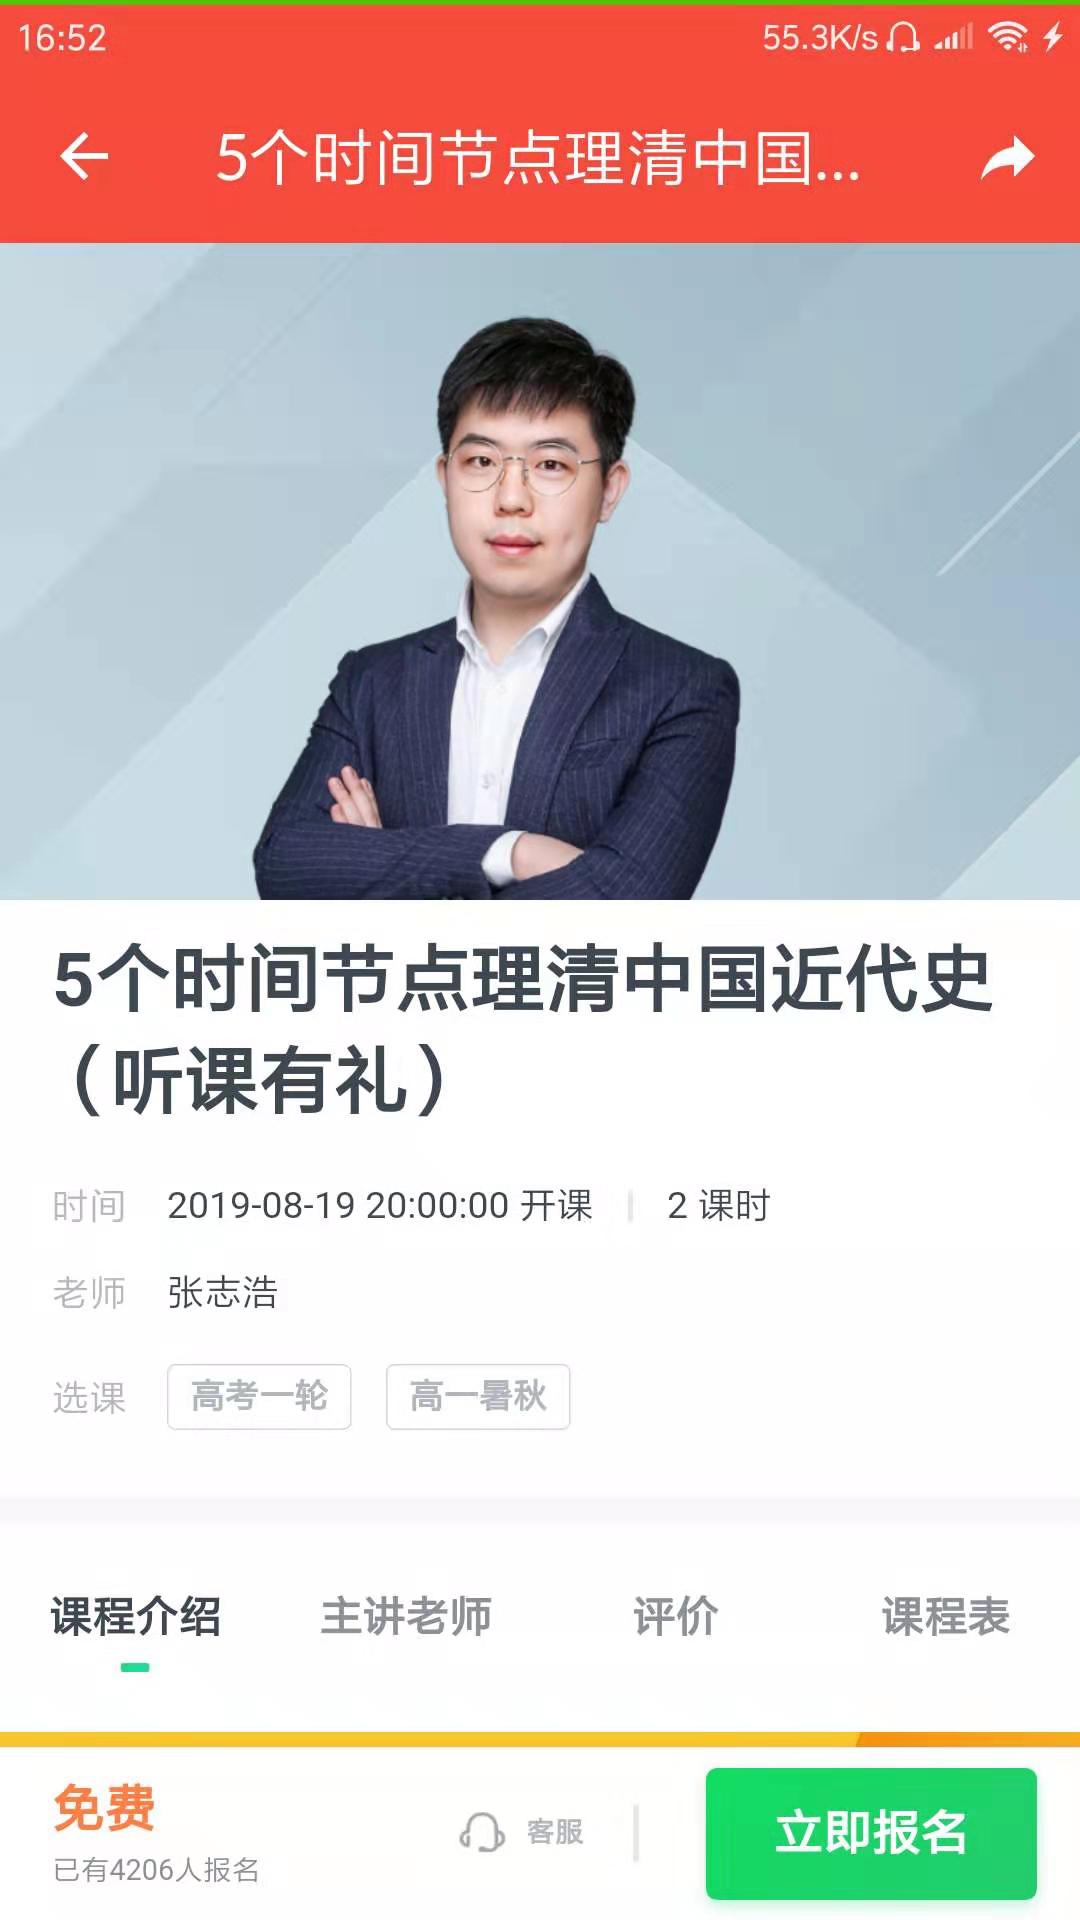 16:52
55.3K/s
5个时间节点理清中国...
5个时间节点理清中国近代史
（听课有礼）
时间 2019-08-19 20:00:00 开课 | 2 课时
老师 张志浩
选课 高考一轮 高一暑秋
课程介绍 主讲老师 评价 课程表
免费
已有4206人报名
客服
立即报名